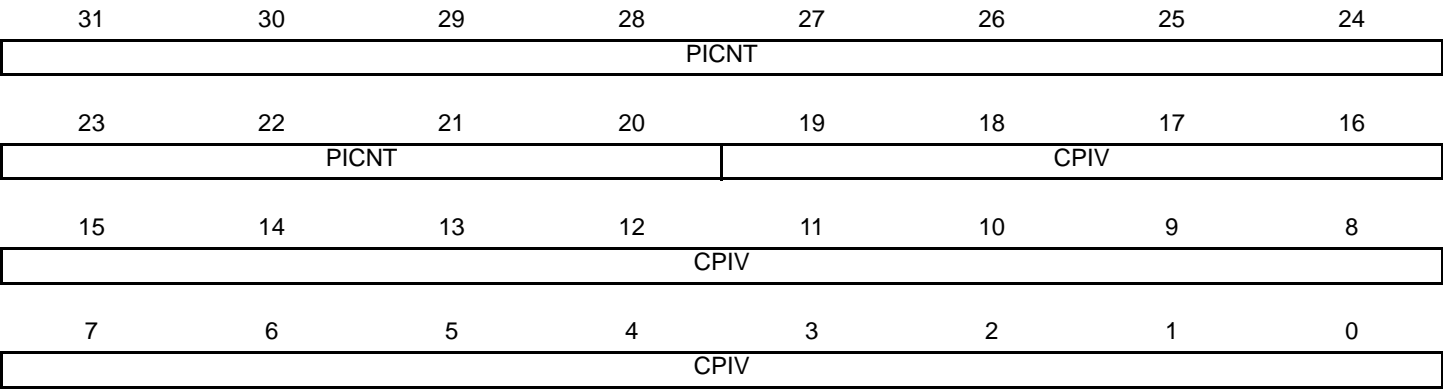 31 30 29 28 27 26 25 24
PICNT
23 22 21 20 19 18 17 16
PICNT CPIV
15 14 13 12 11 10 9 8
CPIV
7 6 5 4 3 2 1 0
CPIV